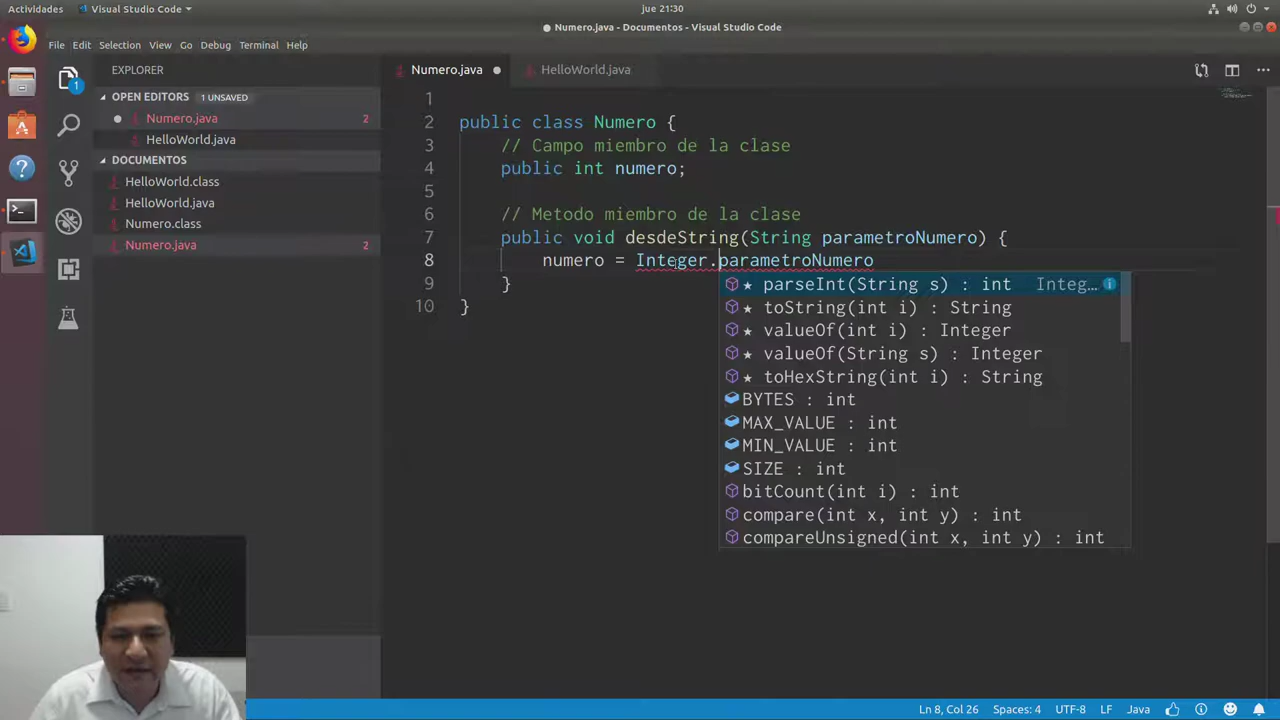 Actividades
Visual Studio Code
jue 21:30
Numero.java - Documentos - Visual Studio Code
File Edit Selection View Go Debug Terminal Help
EXPLORER
OPEN EDITORS 1 UNSAVED
Numero.java 2
HelloWorld.java
DOCUMENTOS
HelloWorld.class
HelloWorld.java
Numero.class
Numero.java 2
1
Numero.java
HelloWorld.java
1
2 public class Numero {
3 // Campo miembro de la clase
4 public int numero;
5
6 // Metodo miembro de la clase
7 public void desdeString(String parametroNumero) {
8 numero = Integer.parametroNumero
9 }
10 }
parseInt(String s) : int Integ…
toString(int i) : String
valueOf(int i) : Integer
valueOf(String s) : Integer
toHexString(int i) : String
BYTES : int
MAX_VALUE : int
MIN_VALUE : int
SIZE : int
bitCount(int i) : int
compare(int x, int y) : int
compareUnsigned(int x, int y) : int
Ln 8, Col 26 Spaces: 4 UTF-8 LF Java